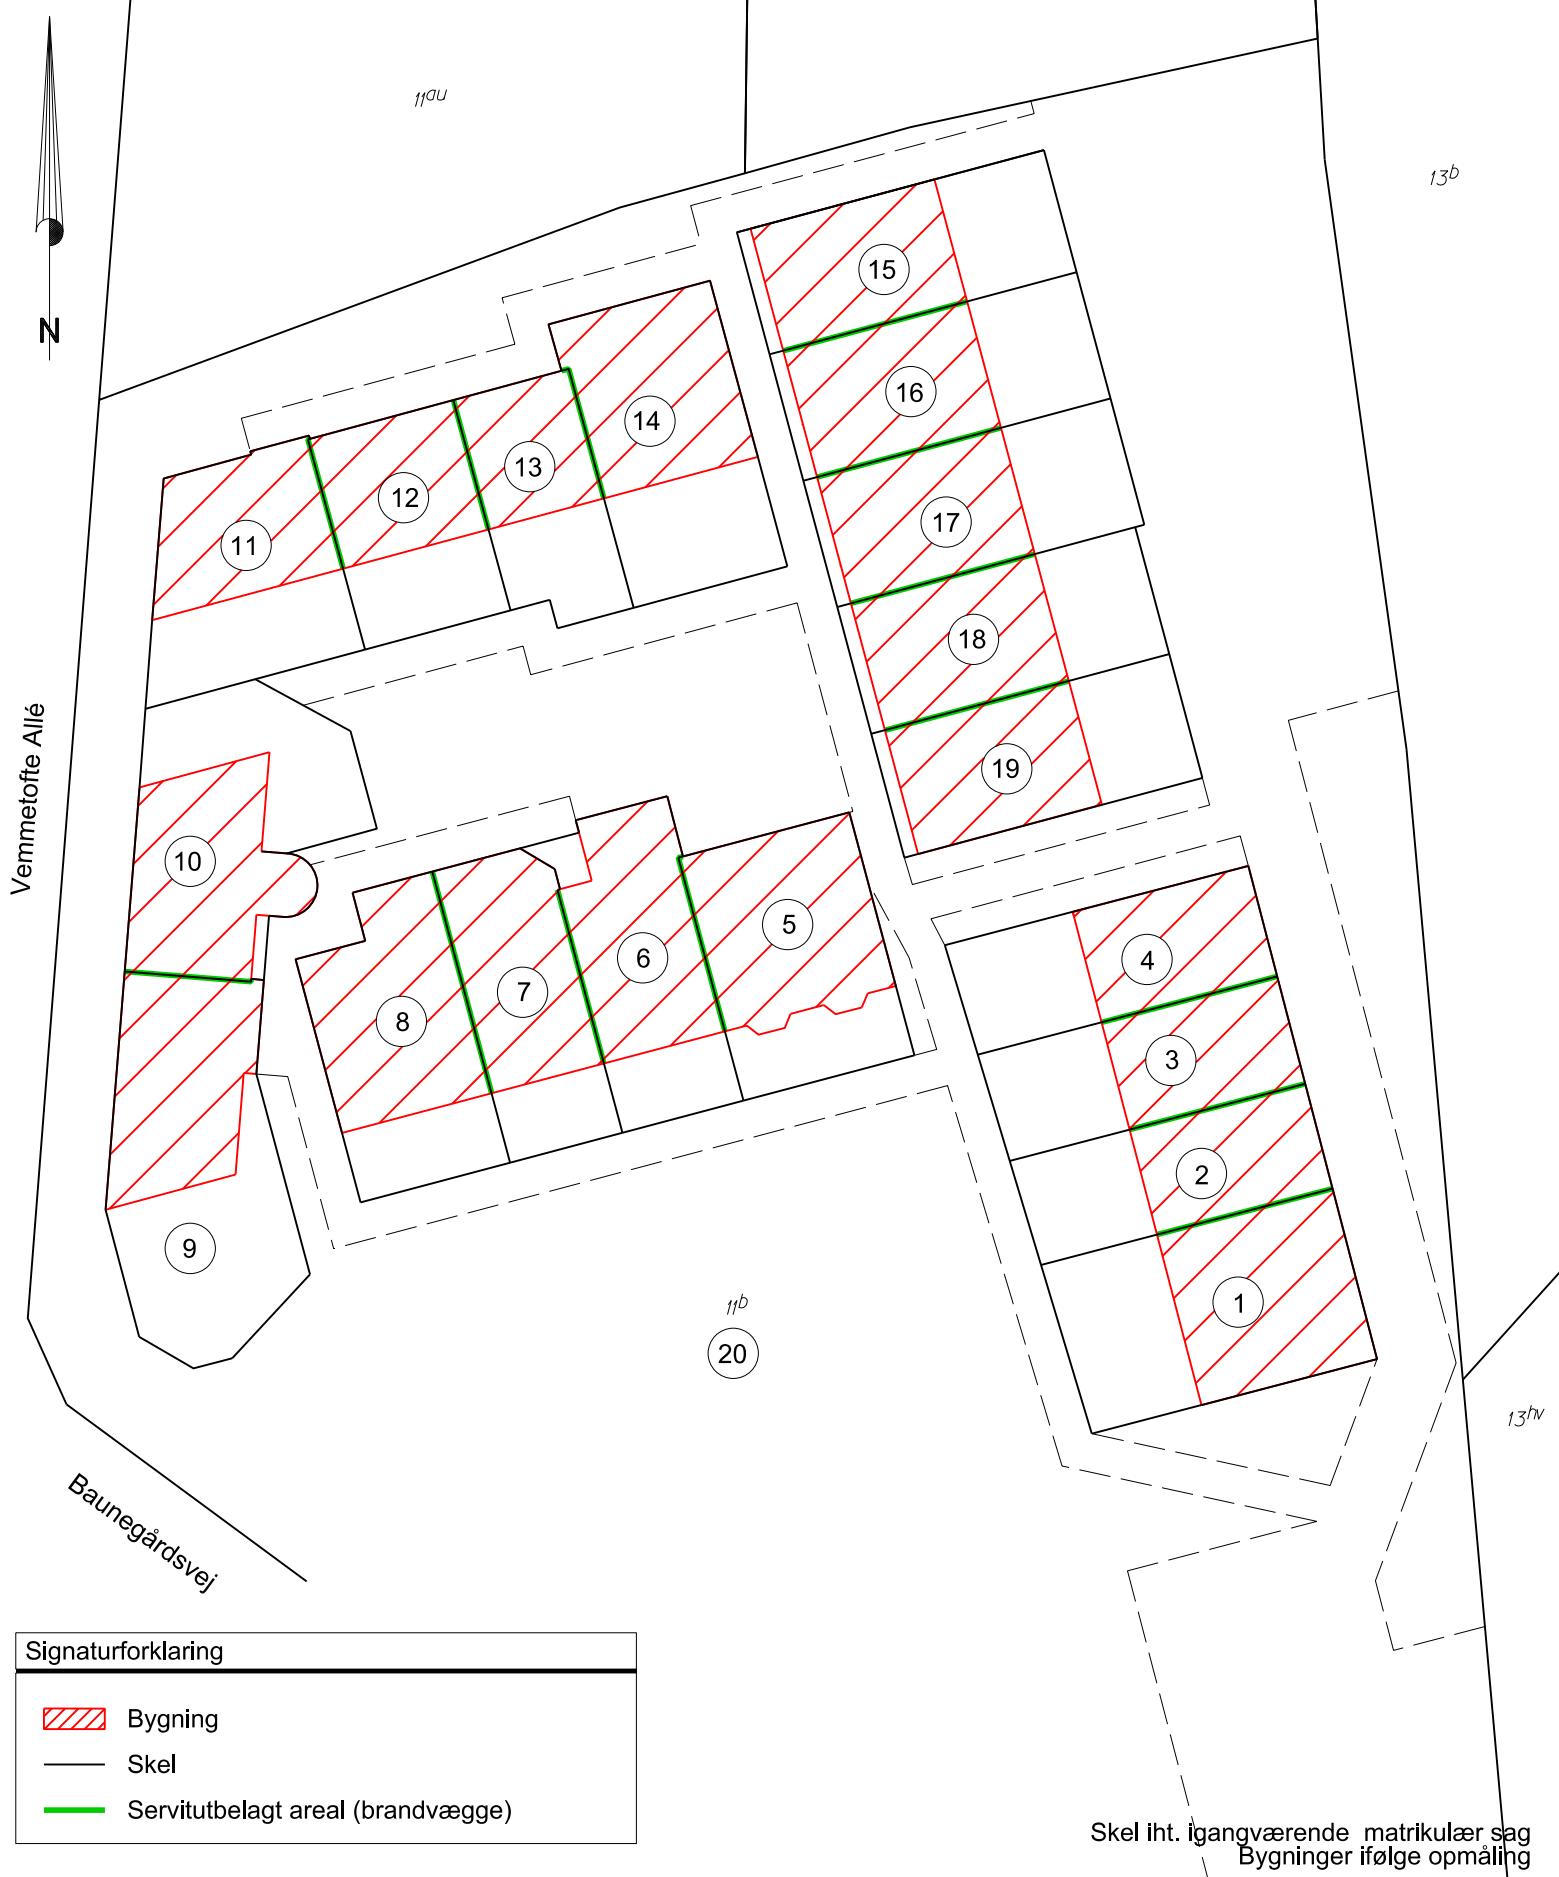 11au
13b
15
16
14
13
12
17
11
18
N
19
Vemmetofte Allé
10
5
6
4
7
8
3
2
9
1
11b
20
13hv
Baunegårdsvej
Signaturforklaring
Bygning
Skel
Servitutbelagt areal (brandvægge)
Skel iht. igangværende matrikulær sag
Bygninger ifølge opmåling